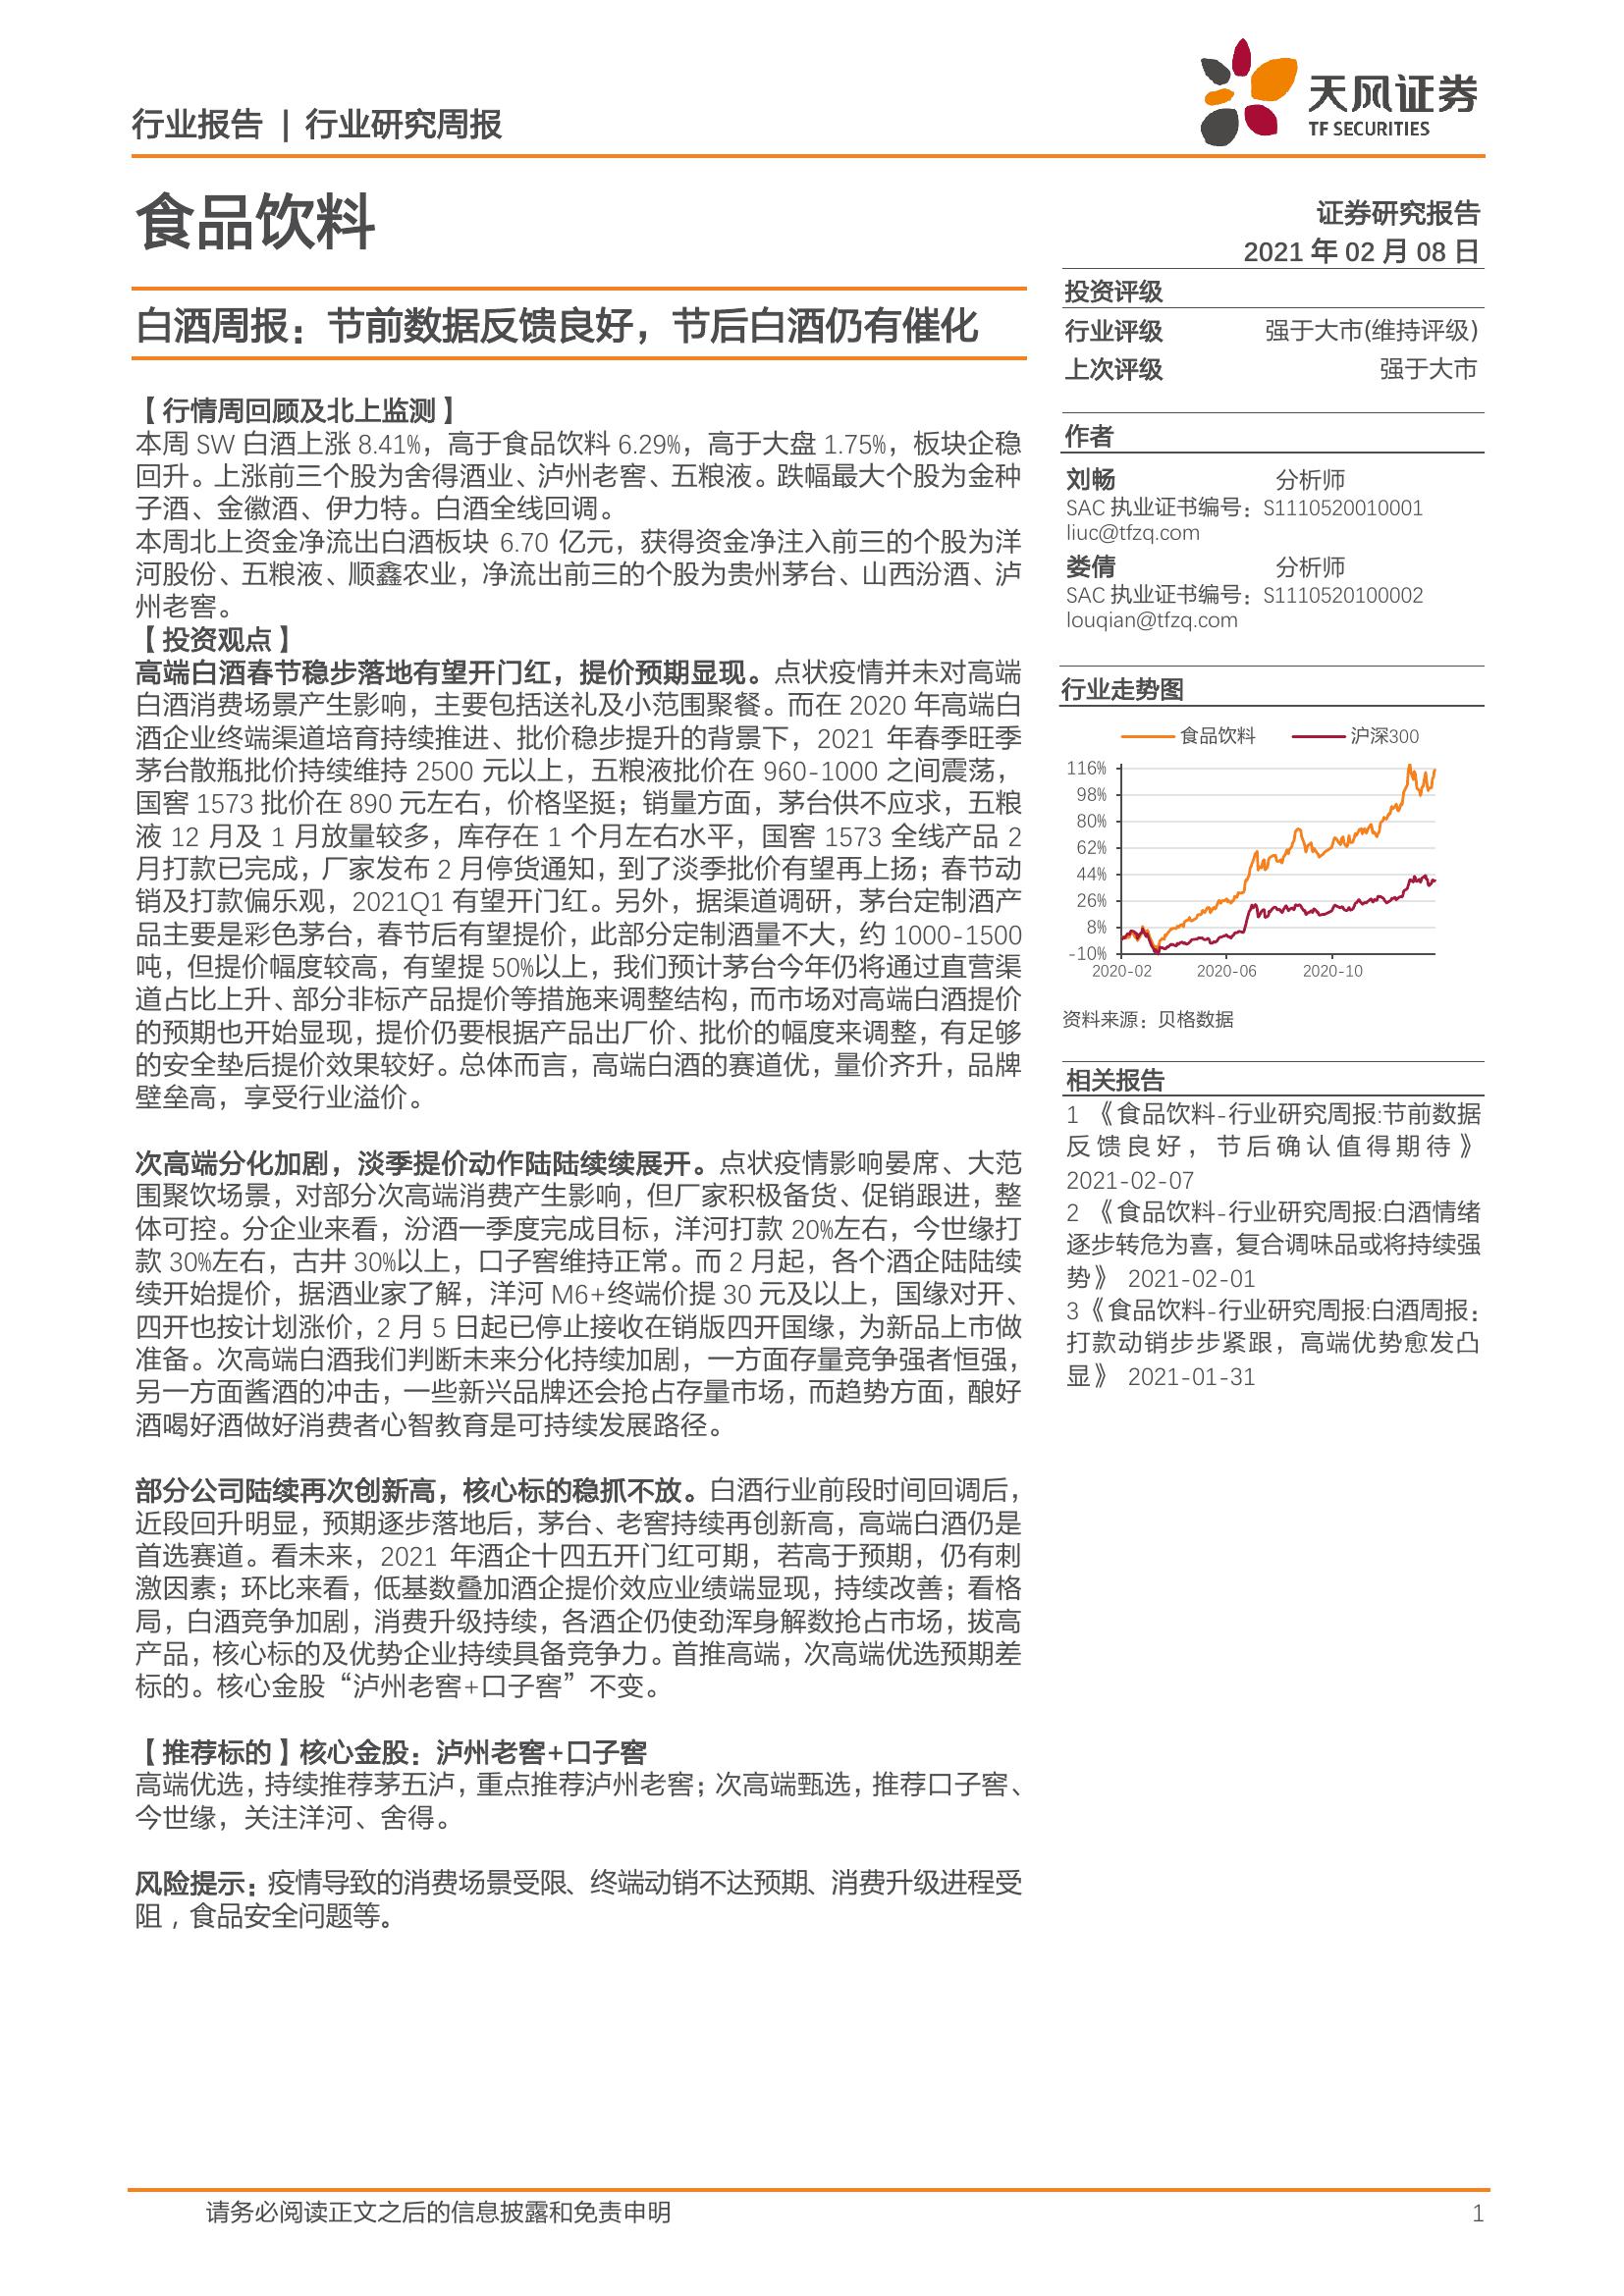 行业报告 | 行业研究周报
天风证券
TF SECURITIES
食品饮料
证券研究报告
2021 年 02 月 08 日
白酒周报：节前数据反馈良好，节后白酒仍有催化
【行情周回顾及北上监测】
本周 SW 白酒上涨 8.41%，高于食品饮料 6.29%，高于大盘 1.75%，板块企稳
回升。上涨前三个股为舍得酒业、泸州老窖、五粮液。跌幅最大个股为金种
子酒、金徽酒、伊力特。白酒全线回调。
本周北上资金净流出白酒板块 6.70 亿元，获得资金净注入前三的个股为洋
河股份、五粮液、顺鑫农业，净流出前三的个股为贵州茅台、山西汾酒、泸
州老窖。
【投资观点】
高端白酒春节稳步落地有望开门红，提价预期显现。点状疫情并未对高端
白酒消费场景产生影响，主要包括送礼及小范围聚餐。而在 2020 年高端白
酒企业终端渠道培育持续推进、批价稳步提升的背景下，2021 年春季旺季
茅台散瓶批价持续维持 2500 元以上，五粮液批价在 960-1000 之间震荡，
国窖 1573 批价在 890 元左右，价格坚挺；销量方面，茅台供不应求，五粮
液 12 月及 1 月放量较多，库存在 1 个月左右水平，国窖 1573 全线产品 2
月打款已完成，厂家发布 2 月停货通知，到了淡季批价有望再上扬；春节动
销及打款偏乐观，2021Q1 有望开门红。另外，据渠道调研，茅台定制酒产
品主要是彩色茅台，春节后有望提价，此部分定制酒量不大，约 1000-1500
吨，但提价幅度较高，有望提 50%以上，我们预计茅台今年仍将通过直营渠
道占比上升、部分非标产品提价等措施来调整结构，而市场对高端白酒提价
的预期也开始显现，提价仍要根据产品出厂价、批价的幅度来调整，有足够
的安全垫后提价效果较好。总体而言，高端白酒的赛道优，量价齐升，品牌
壁垒高，享受行业溢价。
次高端分化加剧，淡季提价动作陆陆续续展开。点状疫情影响晏席、大范
围聚饮场景，对部分次高端消费产生影响，但厂家积极备货、促销跟进，整
体可控。分企业来看，汾酒一季度完成目标，洋河打款 20%左右，今世缘打
款 30%左右，古井 30%以上，口子窖维持正常。而 2 月起，各个酒企陆陆续
续开始提价，据酒业家了解，洋河 M6+终端价提 30 元及以上，国缘对开、
四开也按计划涨价，2 月 5 日起已停止接收在销版四开国缘，为新品上市做
准备。次高端白酒我们判断未来分化持续加剧，一方面存量竞争强者恒强，
另一方面酱酒的冲击，一些新兴品牌还会抢占存量市场，而趋势方面，酿好
酒喝好酒做好消费者心智教育是可持续发展路径。
部分公司陆续再次创新高，核心标的稳抓不放。白酒行业前段时间回调后，
近段回升明显，预期逐步落地后，茅台、老窖持续再创新高，高端白酒仍是
首选赛道。看未来，2021 年酒企十四五开门红可期，若高于预期，仍有刺
激因素；环比来看，低基数叠加酒企提价效应业绩端显现，持续改善；看格
局，白酒竞争加剧，消费升级持续，各酒企仍使劲浑身解数抢占市场，拔高
产品，核心标的及优势企业持续具备竞争力。首推高端，次高端优选预期差
标的。核心金股“泸州老窖+口子窖”不变。
【推荐标的】核心金股：泸州老窖+口子窖
高端优选，持续推荐茅五泸，重点推荐泸州老窖；次高端甄选，推荐口子窖、
今世缘，关注洋河、舍得。
风险提示：疫情导致的消费场景受限、终端动销不达预期、消费升级进程受
阻，食品安全问题等。
投资评级
行业评级 强于大市(维持评级)
上次评级 强于大市
作者
刘畅 分析师
SAC 执业证书编号：S1110520010001
liuc@tfzq.com
娄倩 分析师
SAC 执业证书编号：S1110520100002
louqian@tfzq.com
行业走势图
食品饮料 沪深300
116%
98%
80%
62%
44%
26%
8%
-10%
2020-02 2020-06 2020-10
资料来源：贝格数据
相关报告
1 《食品饮料-行业研究周报:节前数据
反馈良好，节后确认值得期待》
2021-02-07
2 《食品饮料-行业研究周报:白酒情绪
逐步转危为喜，复合调味品或将持续强
势》 2021-02-01
3《食品饮料-行业研究周报:白酒周报：
打款动销步步紧跟，高端优势愈发凸
显》 2021-01-31
请务必阅读正文之后的信息披露和免责申明 1